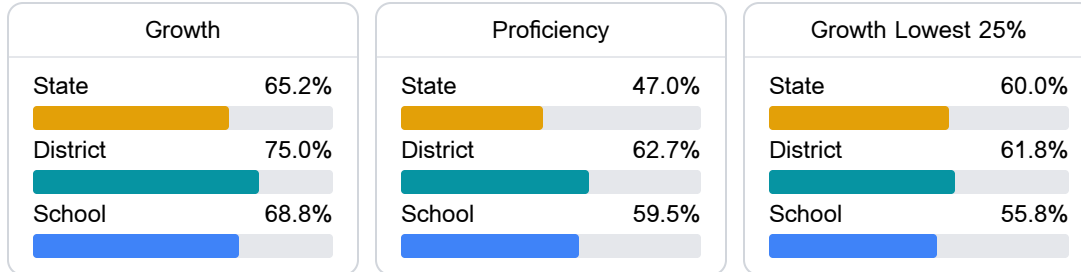 Growth
State 65.2%
District 75.0%
School 68.8%
Proficiency
State 47.0%
District 62.7%
School 59.5%
Growth Lowest 25%
State 60.0%
District 61.8%
School 55.8%